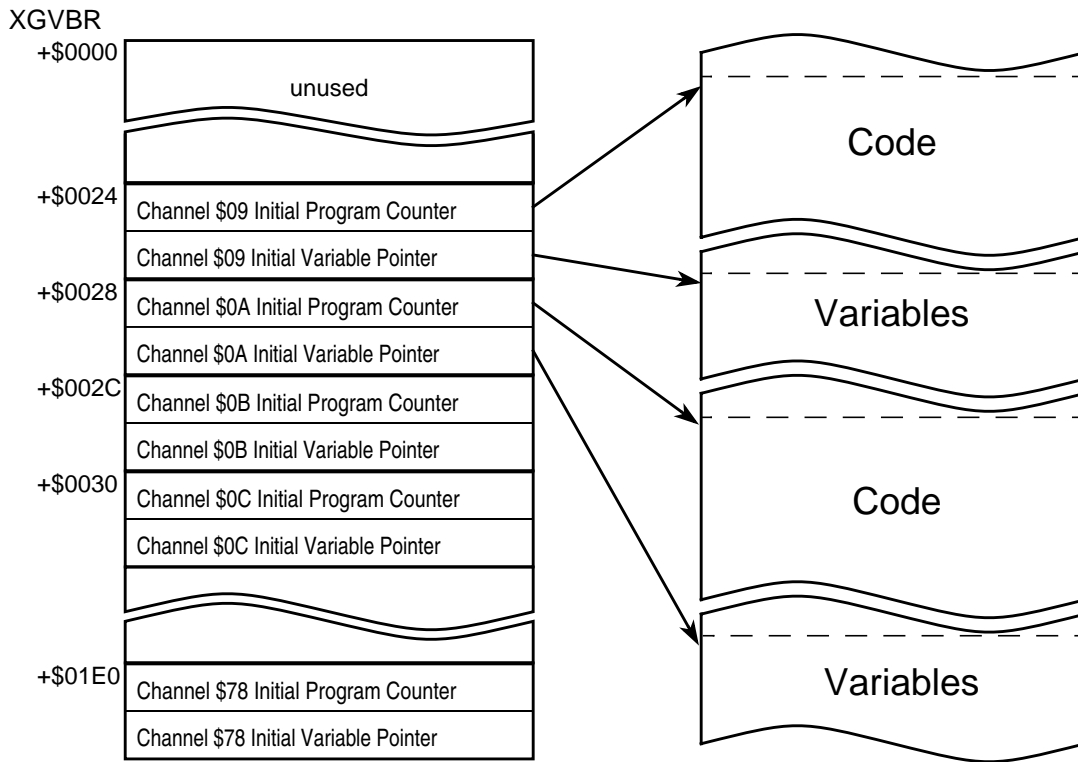 XGVBR
+$0000
unused
+$0024
Channel $09 Initial Program Counter
Channel $09 Initial Variable Pointer
+$0028
Channel $0A Initial Program Counter
Channel $0A Initial Variable Pointer
+$002C
Channel $0B Initial Program Counter
Channel $0B Initial Variable Pointer
+$0030
Channel $0C Initial Program Counter
Channel $0C Initial Variable Pointer
+$01E0
Channel $78 Initial Program Counter
Channel $78 Initial Variable Pointer
Code
Variables
Code
Variables